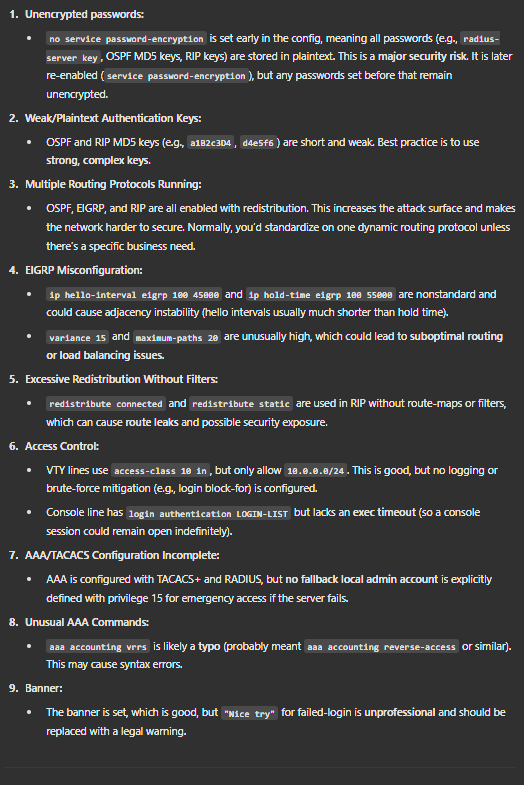 1. Unencrypted passwords:
• no service password-encryption is set early in the config, meaning all passwords (e.g., radius-
server key, OSPF MD5 keys, RIP keys) are stored in plaintext. This is a major security risk. It is later
re-enabled (service password-encryption), but any passwords set before that remain
unencrypted.
2. Weak/Plaintext Authentication Keys:
• OSPF and RIP MD5 keys (e.g., a1B2c3D4, d4e5f6) are short and weak. Best practice is to use
strong, complex keys.
3. Multiple Routing Protocols Running:
• OSPF, EIGRP, and RIP are all enabled with redistribution. This increases the attack surface and makes
the network harder to secure. Normally, you'd standardize on one dynamic routing protocol unless
there's a specific business need.
4. EIGRP Misconfiguration:
• ip hello-interval eigrp 100 45000 and ip hold-time eigrp 100 55000 are nonstandard and
could cause adjacency instability (hello intervals usually much shorter than hold time).
• variance 15 and maximum-paths 20 are unusually high, which could lead to suboptimal routing
or load balancing issues.
5. Excessive Redistribution Without Filters:
• redistribute connected and redistribute static are used in RIP without route-maps or filters,
which can cause route leaks and possible security exposure.
6. Access Control:
• VTY lines use access-class 10 in, but only allow 10.0.0.0/24. This is good, but no logging or
brute-force mitigation (e.g., login block-for) is configured.
• Console line has login authentication LOGIN-LIST but lacks an exec timeout (so a console
session could remain open indefinitely).
7. AAA/TACACS Configuration Incomplete:
• AAA is configured with TACACS+ and RADIUS, but no fallback local admin account is explicitly
defined with privilege 15 for emergency access if the server fails.
8. Unusual AAA Commands:
• aaa accounting vrrs is likely a typo (probably meant aaa accounting reverse-access or similar).
This may cause syntax errors.
9. Banner:
• The banner is set, which is good, but "Nice try" for failed-login is unprofessional and should be
replaced with a legal warning.